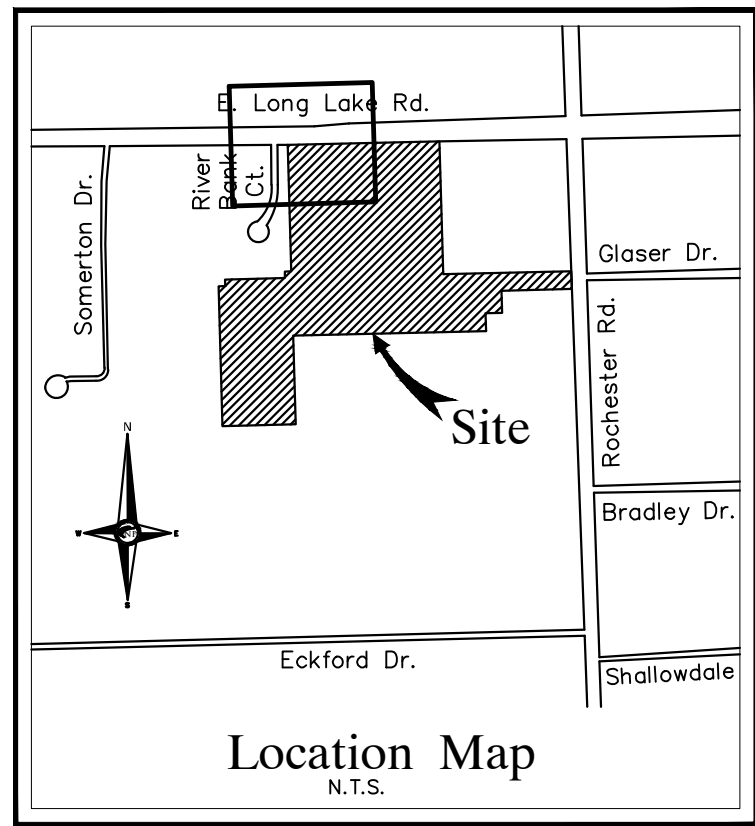 E. Long Lake Rd.
River
Bank
Ct.
Somerton Dr.
Glaser Dr.
Rochester Rd.
Site
N
W
E
S
Bradley Dr.
Eckford Dr.
Shallowdale
Location Map
N.T.S.